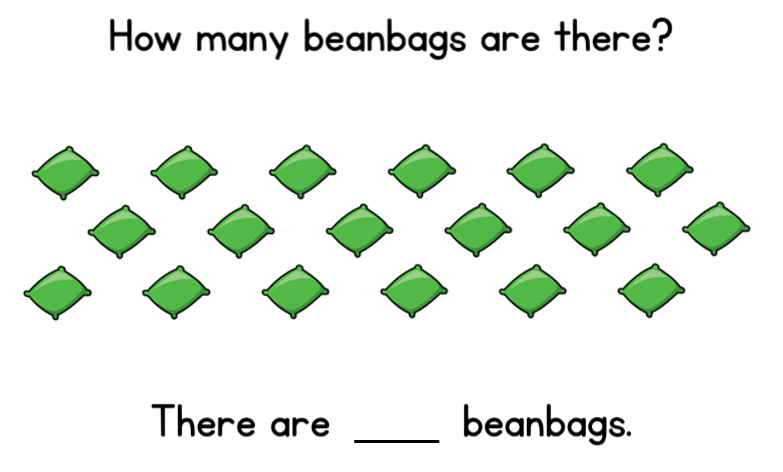 How many beanbags are there?
There are ____ beanbags.